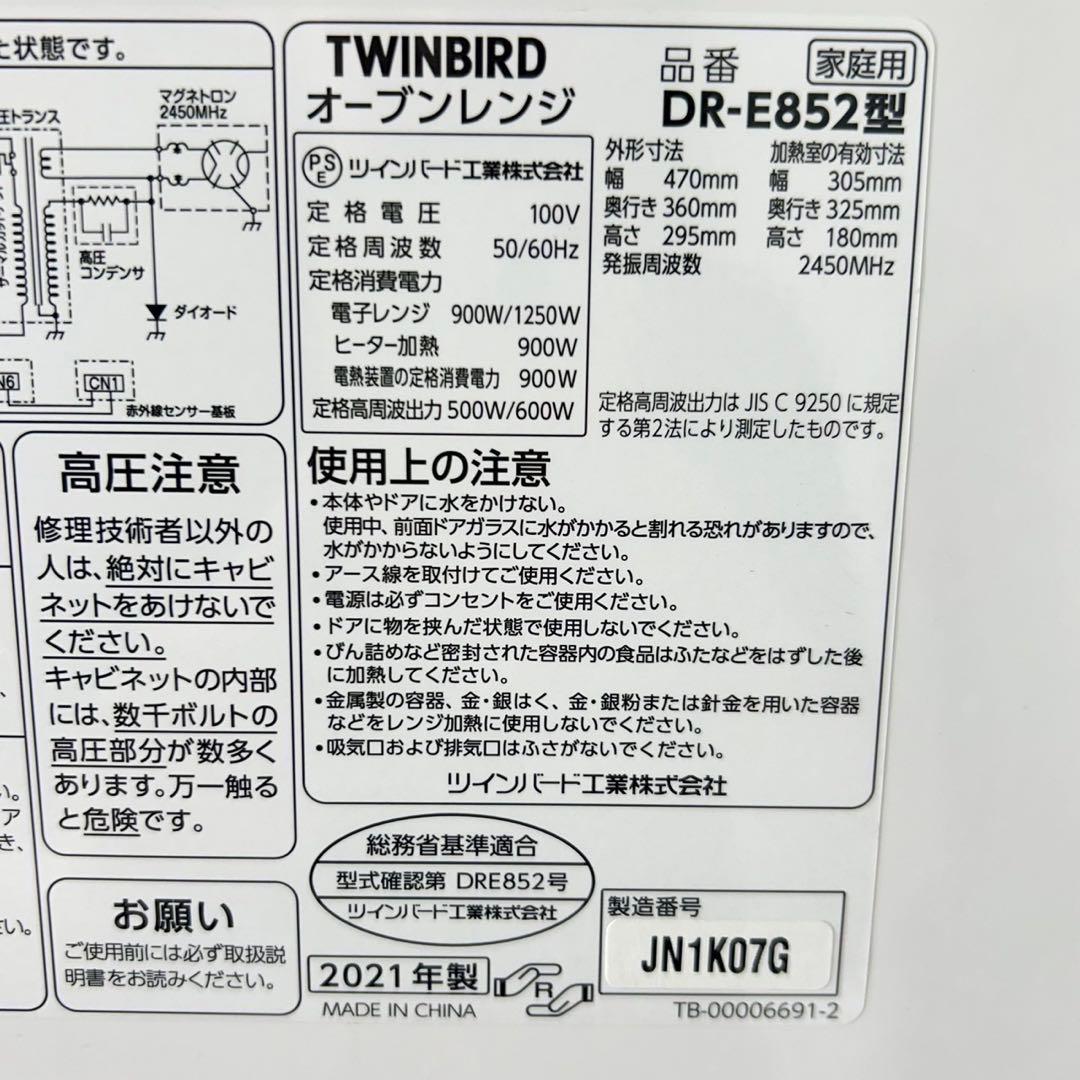 た状態です。
圧トランス
マグネトロン
2450MHz
高圧
コンデンサ
ダイオード
N6
CN1
赤外線センサー基板
高圧注意
修理技術者以外の
人は、絶対にキャビ
ネットをあけないで
ください。
キャビネットの内部
には、数千ボルトの
高圧部分が数多く
あります。万一触る
と危険です。
お願い
ご使用前には必ず取扱説
明書をお読みください。
TWINBIRD
オーブンレンジ
品番
家庭用
DR-E852型
PSE ツインバード工業株式会社
定格電圧 100V
定格周波数 50/60Hz
定格消費電力
電子レンジ 900W/1250W
ヒーター加熱 900W
電熱装置の定格消費電力 900W
定格高周波出力 500W/600W
外形寸法 加熱室の有効寸法
幅 470mm 幅 305mm
奥行き 360mm 奥行き 325mm
高さ 295mm 高さ 180mm
発振周波数 2450MHz
定格高周波出力は JIS C 9250 に規定
する第2法により測定したものです。
使用上の注意
・本体やドアに水をかけない。
使用中、前面ドアガラスに水がかかると割れる恐れがありますので、
水がかからないようにしてください。
・アース線を取付けてご使用ください。
・電源は必ずコンセントをご使用ください。
・ドアに物を挟んだ状態で使用しないでください。
・びん詰めなど密封された容器内の食品はふたなどをはずした後
に加熱してください。
・金属製の容器、金・銀はく、金・銀粉または針金を用いた容器
などをレンジ加熱に使用しないでください。
・吸気口および排気口はふさがないでください。
ツインバード工業株式会社
総務省基準適合
型式確認第 DRE852号
ツインバード工業株式会社
2021年製
R
MADE IN CHINA
製造番号
JN1K07G
TB-00006691-2